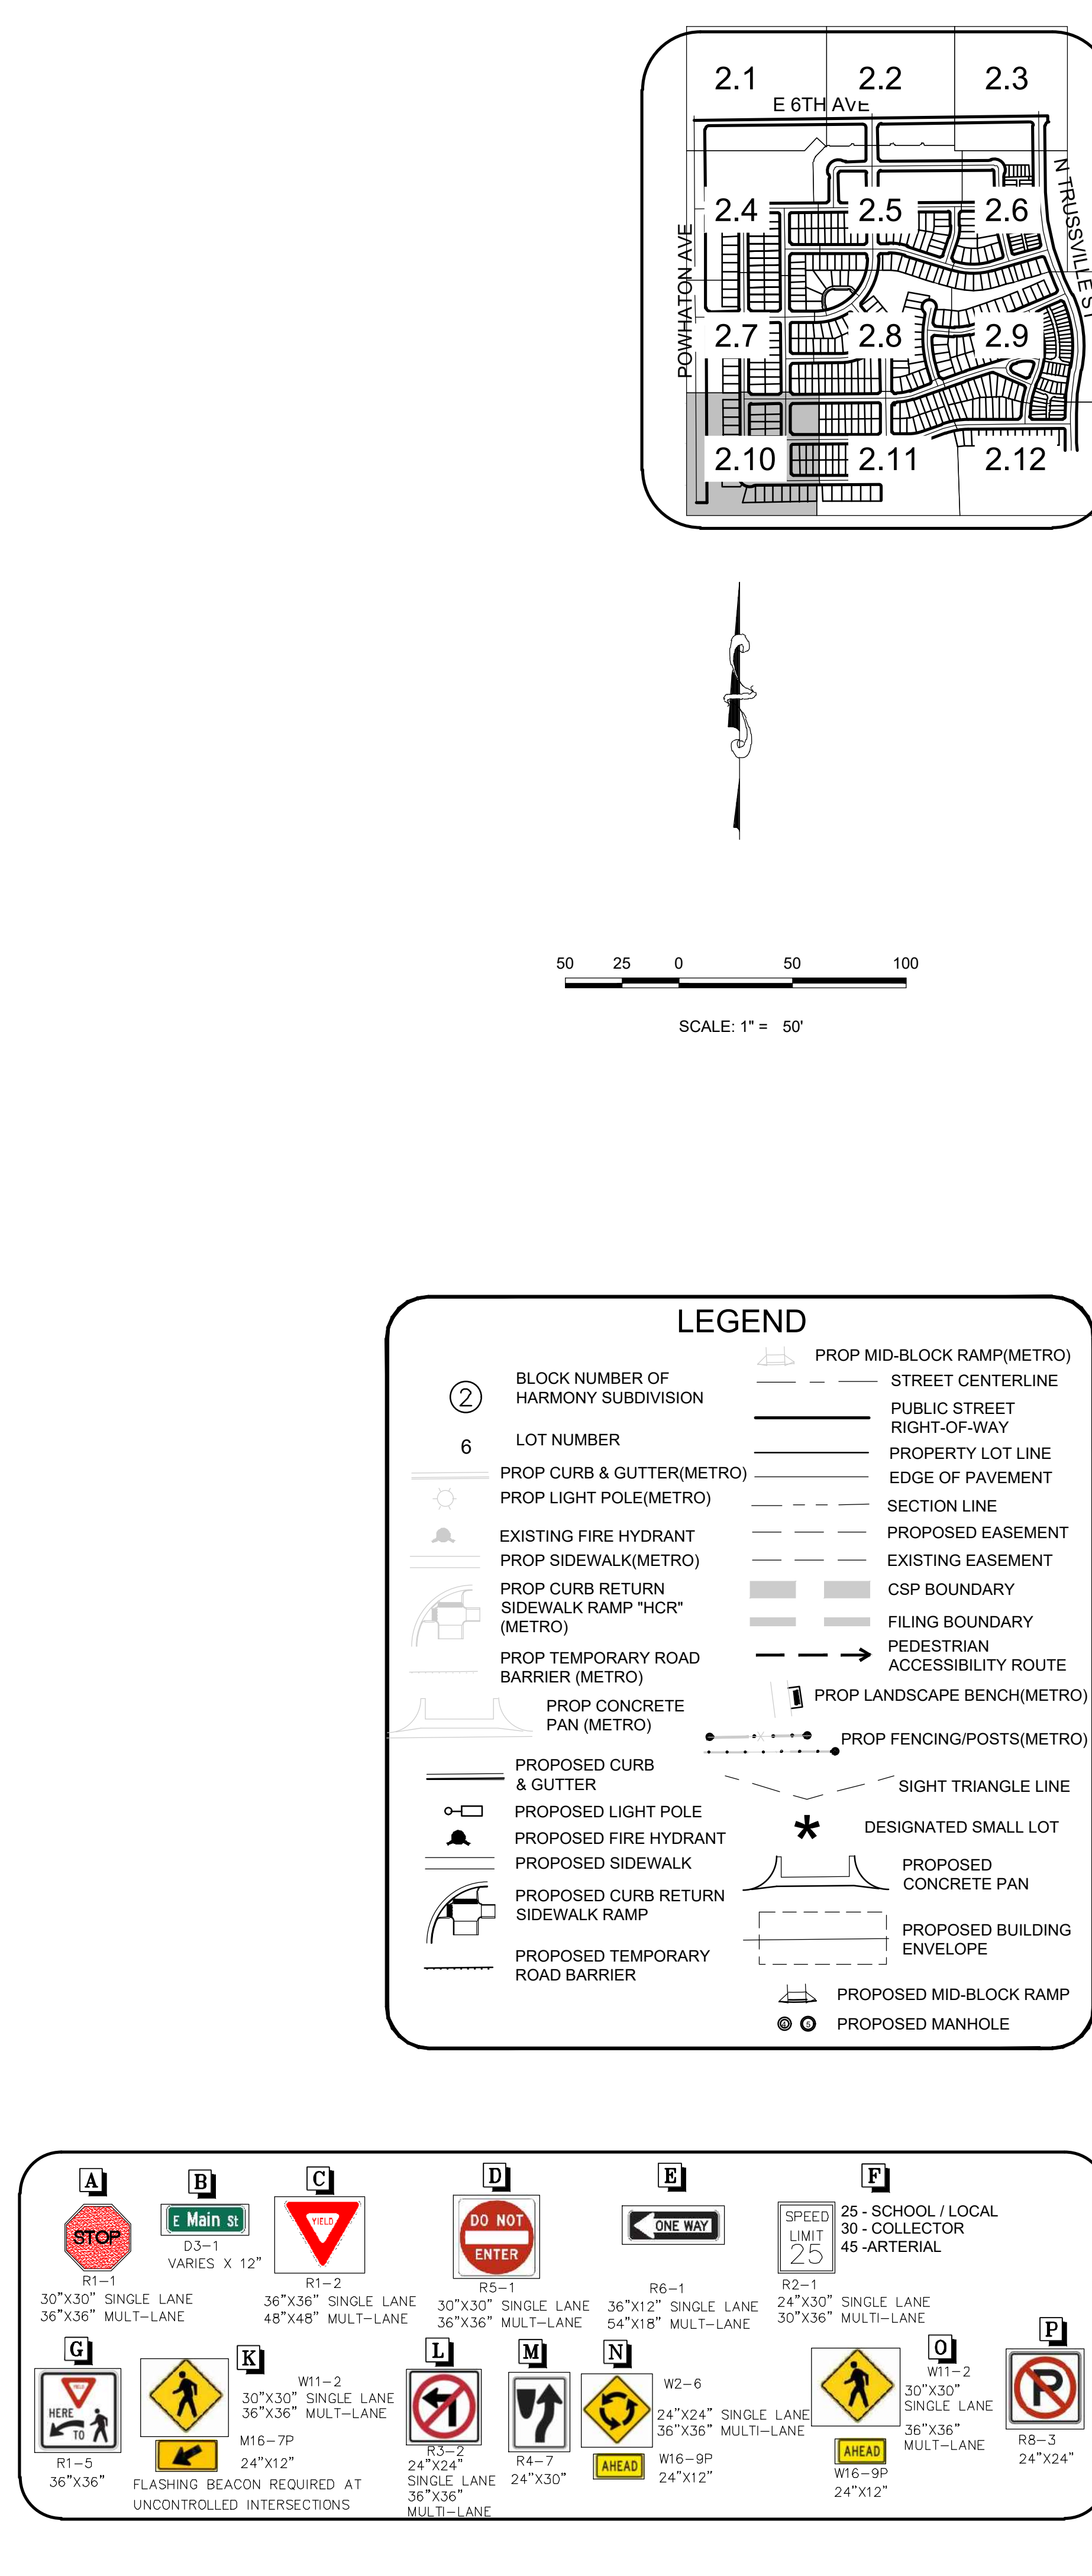 2.1 2.2 2.3
E 6TH AVE
N TRUSSVILLE ST
2.4 2.5 2.6
POWHATON AVE
2.7 2.8 2.9
2.10 2.11 2.12
50 25 0 50 100
SCALE: 1" = 50'
LEGEND
2
BLOCK NUMBER OF
HARMONY SUBDIVISION
6
LOT NUMBER
PROP CURB & GUTTER(METRO)
PROP LIGHT POLE(METRO)
EXISTING FIRE HYDRANT
PROP SIDEWALK(METRO)
PROP CURB RETURN
SIDEWALK RAMP "HCR"
(METRO)
PROP TEMPORARY ROAD
BARRIER (METRO)
PROP CONCRETE
PAN (METRO)
PROPOSED CURB
& GUTTER
PROPOSED LIGHT POLE
PROPOSED FIRE HYDRANT
PROPOSED SIDEWALK
PROPOSED CURB RETURN
SIDEWALK RAMP
PROPOSED TEMPORARY
ROAD BARRIER
PROP MID-BLOCK RAMP(METRO)
STREET CENTERLINE
PUBLIC STREET
RIGHT-OF-WAY
PROPERTY LOT LINE
EDGE OF PAVEMENT
SECTION LINE
PROPOSED EASEMENT
EXISTING EASEMENT
CSP BOUNDARY
FILING BOUNDARY
PEDESTRIAN
ACCESSIBILITY ROUTE
PROP LANDSCAPE BENCH(METRO)
PROP FENCING/POSTS(METRO)
SIGHT TRIANGLE LINE
DESIGNATED SMALL LOT
PROPOSED
CONCRETE PAN
PROPOSED BUILDING
ENVELOPE
PROPOSED MID-BLOCK RAMP
PROPOSED MANHOLE
A
STOP
R1-1
30"X30" SINGLE LANE
36"X36" MULT-LANE
B
E Main St
D3-1
VARIES X 12"
C
YIELD
R1-2
36"X36" SINGLE LANE
48"X48" MULT-LANE
D
DO NOT
ENTER
R5-1
30"X30" SINGLE LANE
36"X36" MULT-LANE
E
ONE WAY
R6-1
36"X12" SINGLE LANE
54"X18" MULT-LANE
F
SPEED
LIMIT
25
25 - SCHOOL / LOCAL
30 - COLLECTOR
45 -ARTERIAL
R2-1
24"X30" SINGLE LANE
30"X36" MULTI-LANE
G
HERE
TO
R1-5
36"X36"
K
W11-2
30"X30" SINGLE LANE
36"X36" MULT-LANE
M16-7P
24"X12"
FLASHING BEACON REQUIRED AT
UNCONTROLLED INTERSECTIONS
L
R3-2
24"X24"
SINGLE LANE
36"X36"
MULTI-LANE
M
R4-7
24"X30"
N
W2-6
24"X24" SINGLE LANE
36"X36" MULTI-LANE
AHEAD
W16-9P
24"X12"
O
W11-2
30"X30"
SINGLE LANE
36"X36"
MULT-LANE
AHEAD
W16-9P
24"X12"
P
R8-3
24"X24"